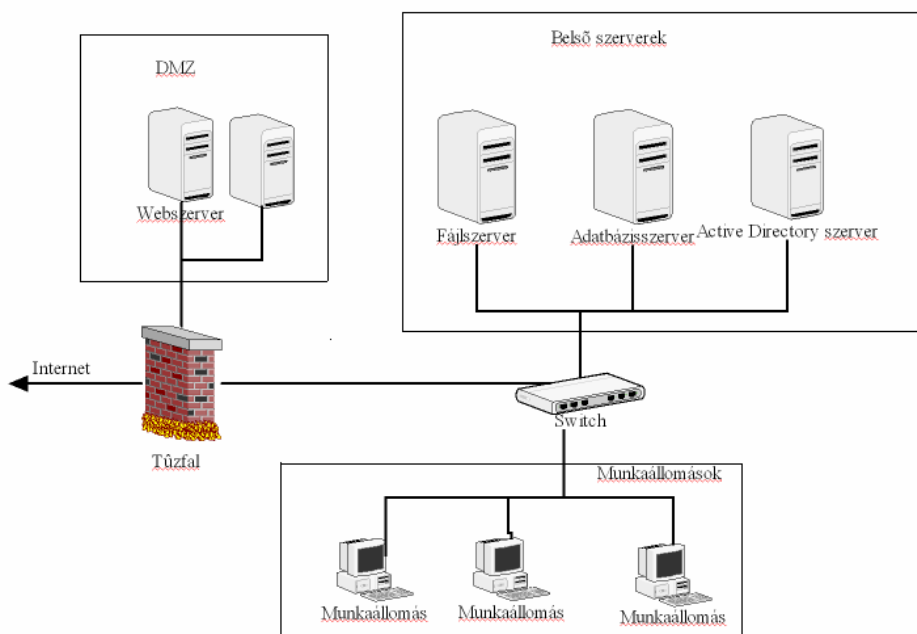 DMZ
Webszerver
Belsõ szerverek
Fájlszerver
Adatbázisszerver
Active Directory szerver
Internet
Tûzfal
Switch
Munkaállomások
Munkaállomás
Munkaállomás
Munkaállomás